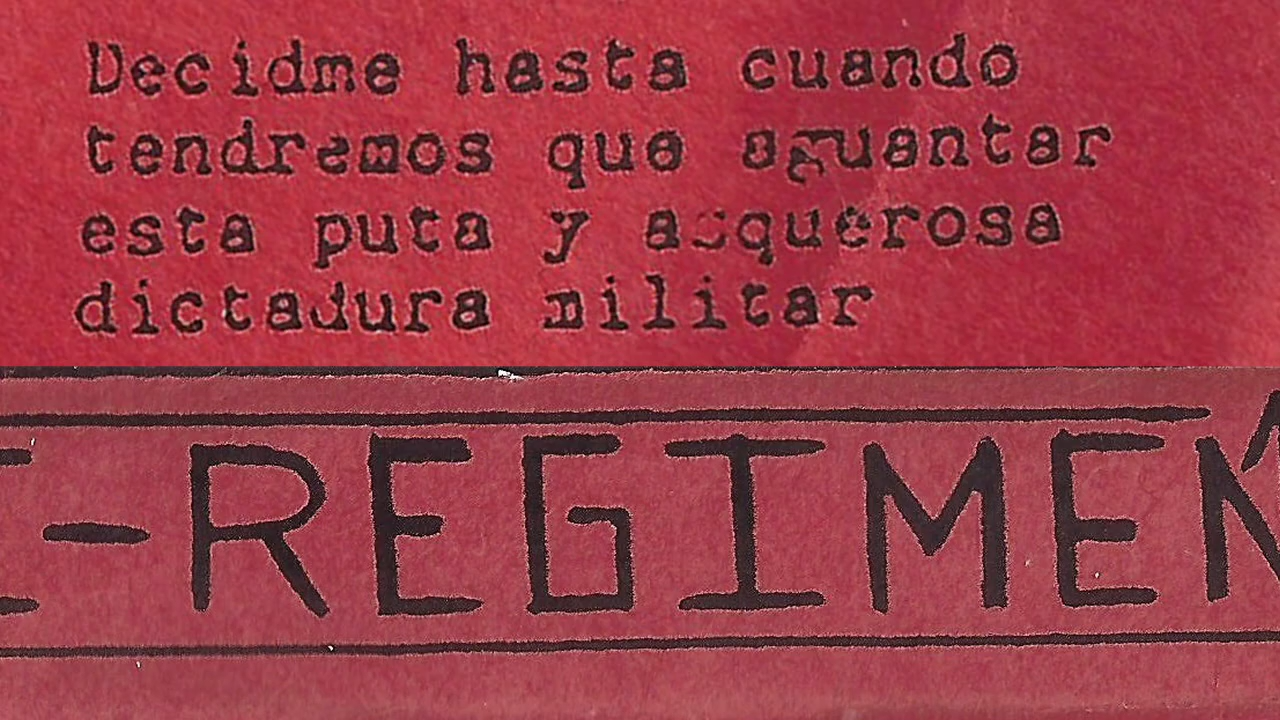 Decidme hasta cuando
tendremos que aguantar
esta puta y asquerosa
dictadura militar
-REGIMEN